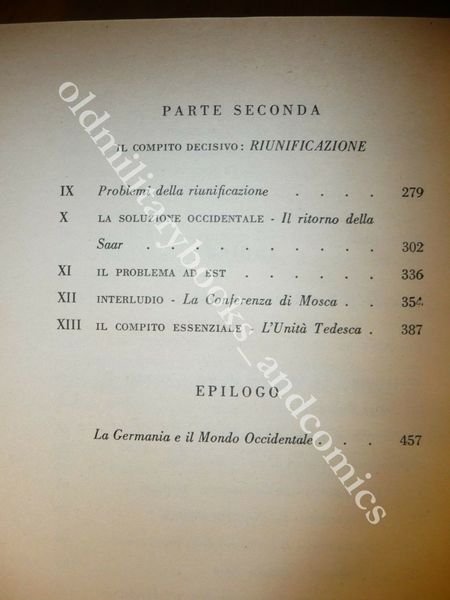 PARTE SECONDA
IL COMPITO DECISIVO: RIUNIFICAZIONE
IX Problemi della riunificazione . . . . 279
X LA SOLUZIONE OCCIDENTALE - Il ritorno della
Saar . . . . . . . . . . 302
XI IL PROBLEMA AD EST . . . . . . 336
XII INTERLUDIO - La Conferenza di Mosca . . 354
XIII IL COMPITO ESSENZIALE - L'Unità Tedesca . 387
EPILOGO
La Germania e il Mondo Occidentale . . . 457
oldmilitarybooks_andcomics